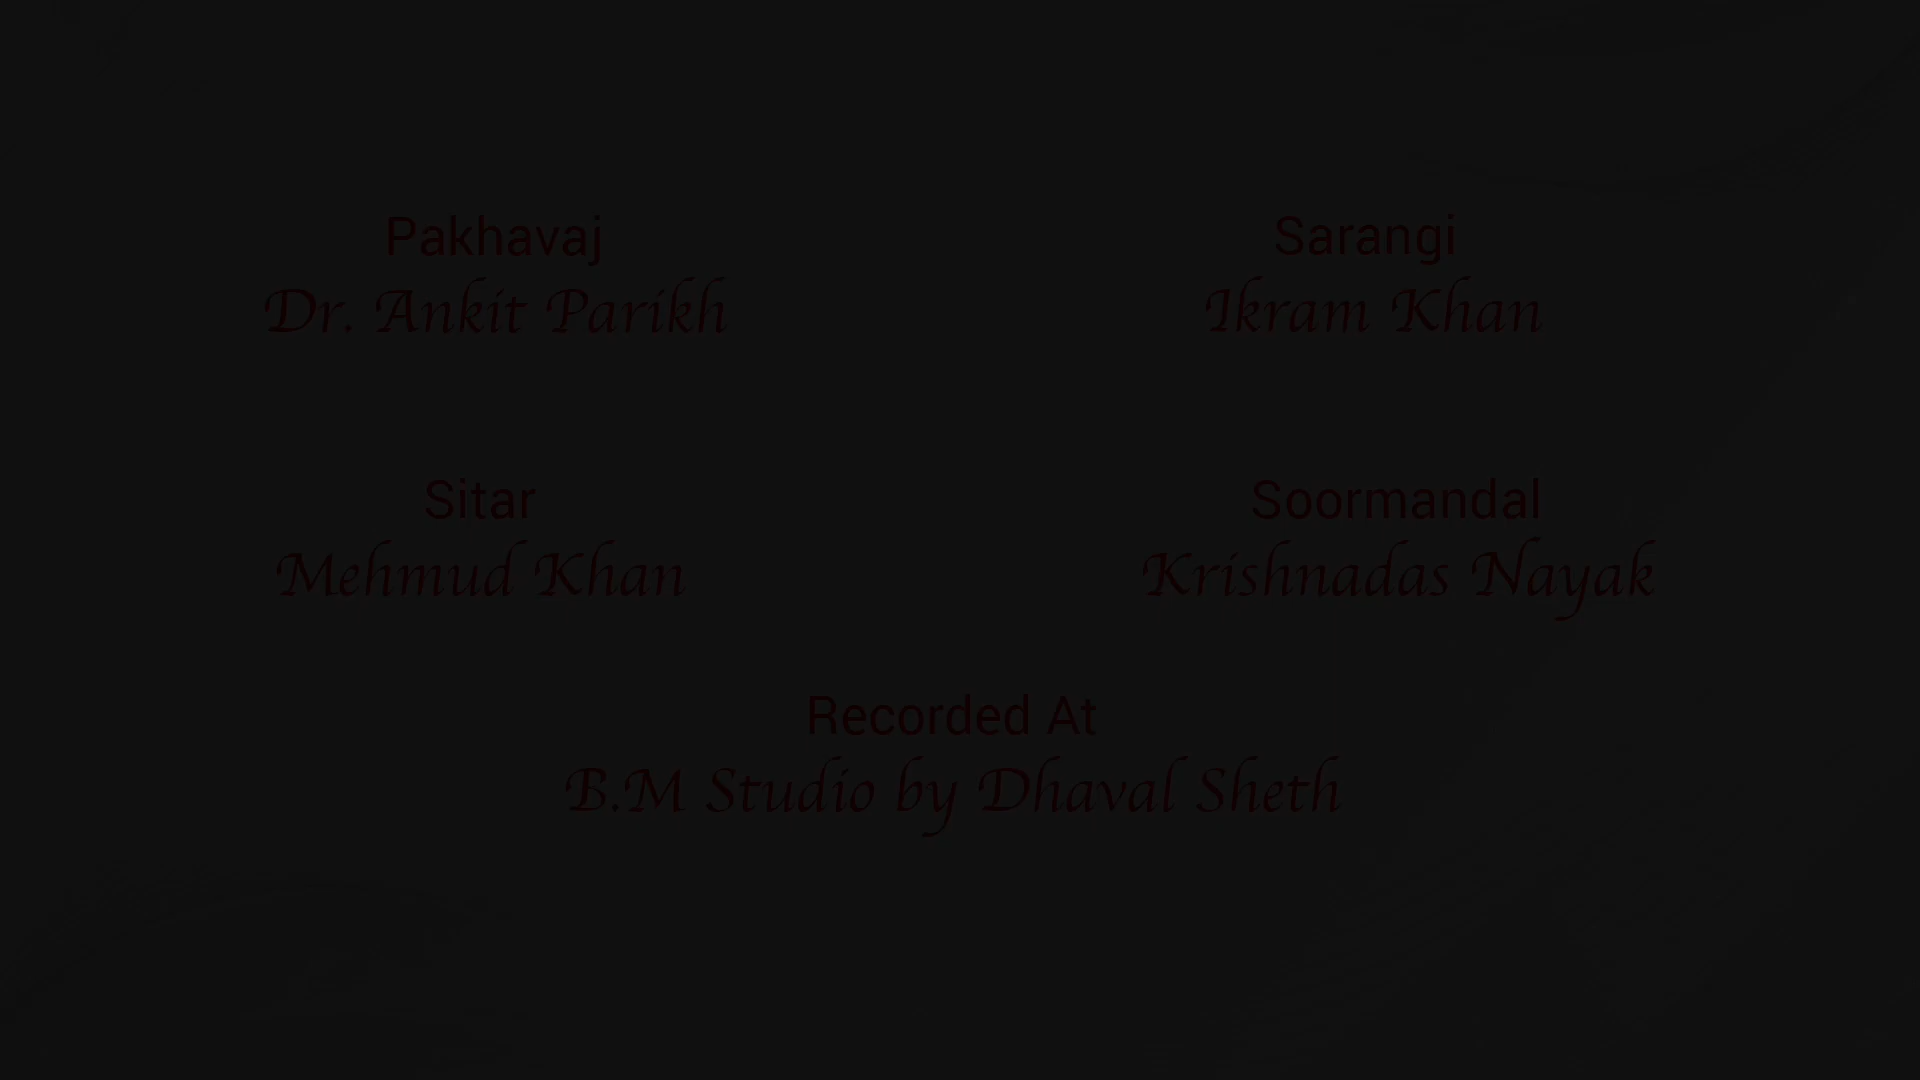 Pakhavaj
Dr. Ankit Parikh
Sarangi
Ikram Khan
Sitar
Mehmud Khan
Soormandal
Krishnadas Nayak
Recorded At
B.M Studio by Dhaval Sheth